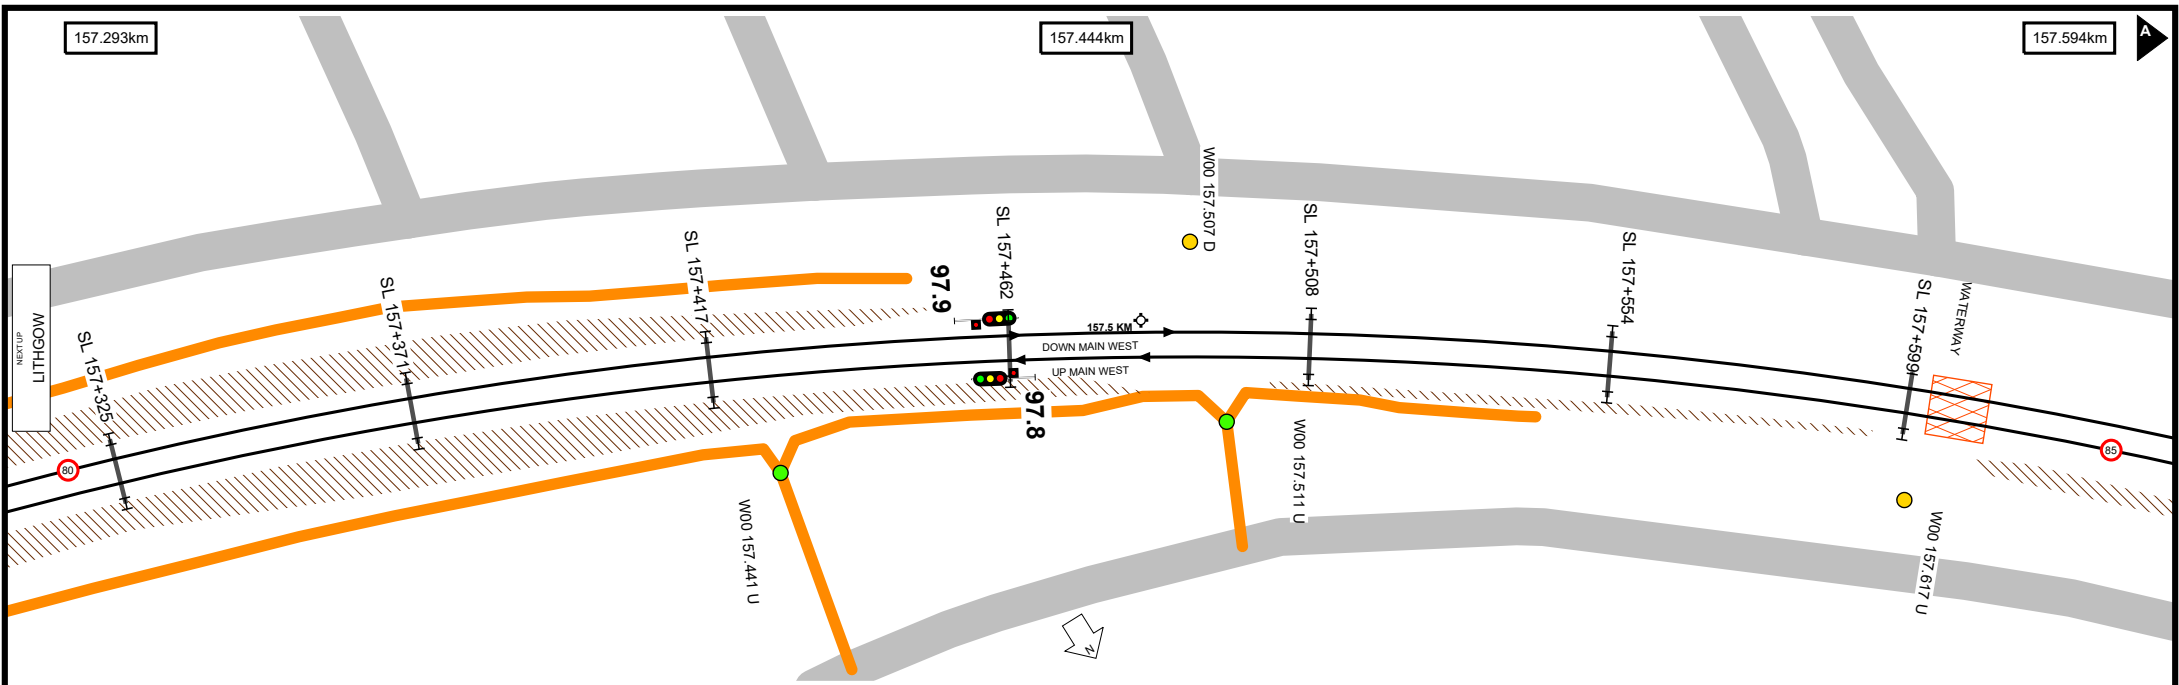 157.293km
157.444km
157.594km
A
W00 157.507 D
SL 157+462
SL 157+508
SL 157+417
SL 157+554
97.9
SL 157+371
SL 157+599
WATERWAY
NEXT UP
LITHGOW
SL 157+325
157.5 KM
DOWN MAIN WEST
UP MAIN WEST
97.8
80
85
W00 157.441 U
W00 157.511 U
W00 157.617 U
N